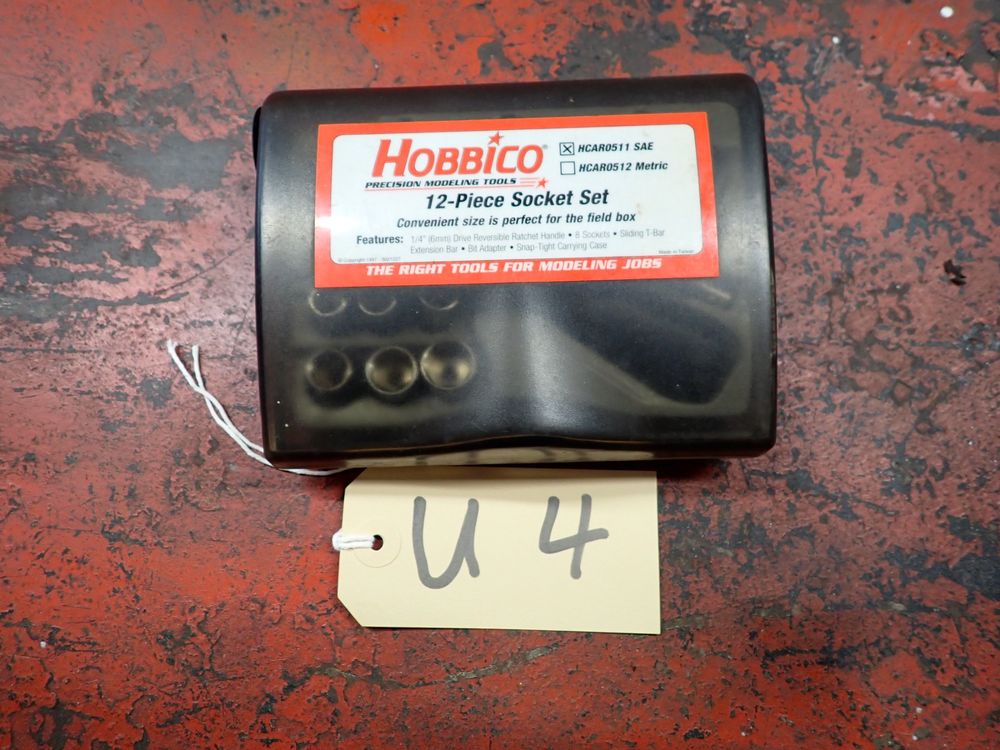 HOBBICO®
PRECISION MODELING TOOLS
HCAR0511 SAE
HCAR0512 Metric
12-Piece Socket Set
Convenient size is perfect for the field box
Features: 1/4" (6mm) Drive Reversible Ratchet Handle • 8 Sockets • Sliding T-Bar
Extension Bar • Bit Adapter • Snap-Tight Carrying Case
© Copyright 1997
Made in Taiwan
THE RIGHT TOOLS FOR MODELING JOBS
U 4